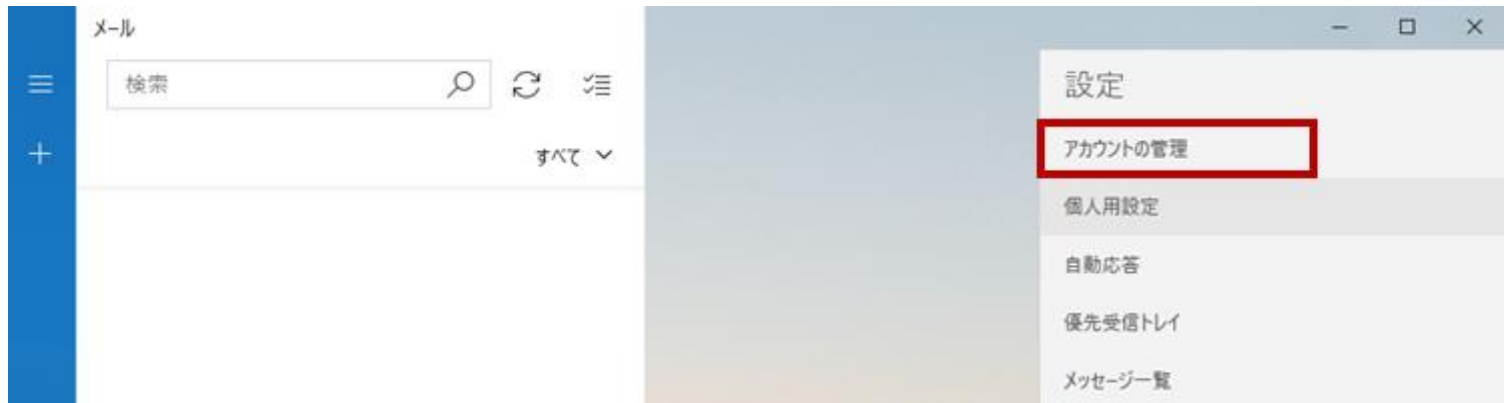 メール
検索
すべて
設定
アカウントの管理
個人用設定
自動応答
優先受信トレイ
メッセージ一覧